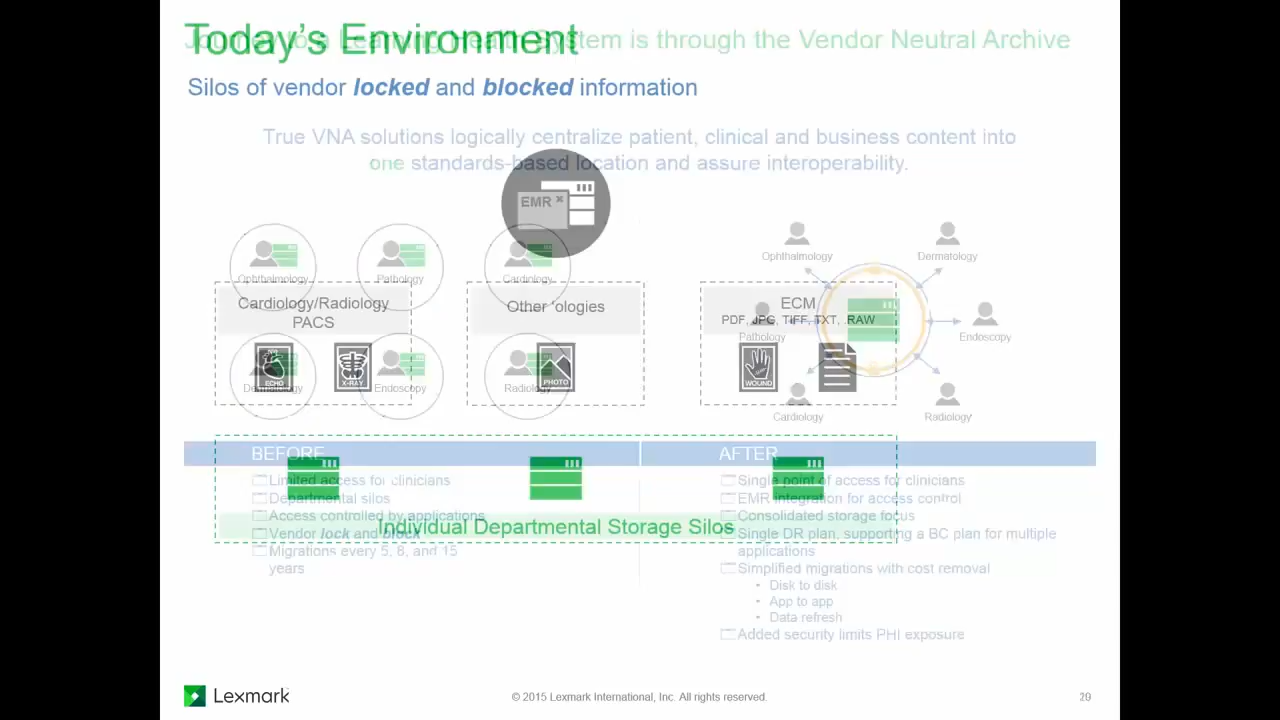 Today's Environment
Journey to a Learning Health System is through the Vendor Neutral Archive
Silos of vendor locked and blocked information
True VNA solutions logically centralize patient, clinical and business content into
one standards-based location and assure interoperability.
EMR
Ophthalmology
Pathology
Cardiology
Ophthalmology
Dermatology
Cardiology/Radiology
PACS
Other 'ologies
ECM
PDF, JPG, TIFF, TXT, .RAW
Pathology
Endoscopy
ECHO
X-RAY
PHOTO
WOUND
Dermatology
Endoscopy
Radiology
Cardiology
Radiology
BEFORE
AFTER
Limited access for clinicians
Departmental silos
Access controlled by applications
Vendor lock and block
Migrations every 5, 8, and 15
years
Individual Departmental Storage Silos
Single point of access for clinicians
EMR integration for access control
Consolidated storage focus
Single DR plan, supporting a BC plan for multiple
applications
Simplified migrations with cost removal
• Disk to disk
• App to app
• Data refresh
Added security limits PHI exposure
Lexmark
© 2015 Lexmark International, Inc. All rights reserved.